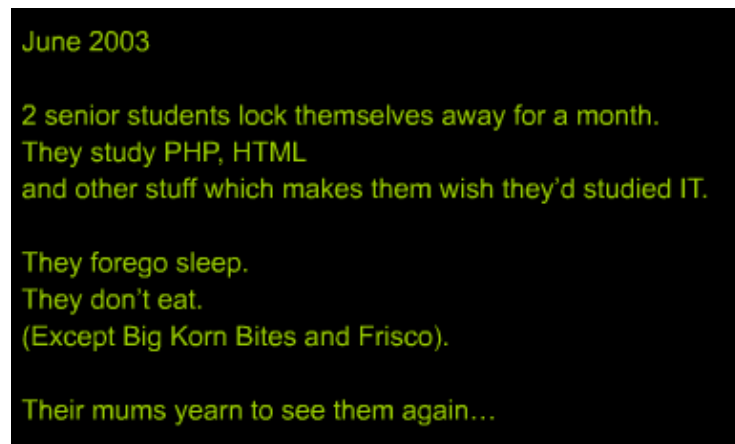 June 2003
2 senior students lock themselves away for a month.
They study PHP, HTML
and other stuff which makes them wish they’d studied IT.
They forego sleep.
They don’t eat.
(Except Big Korn Bites and Frisco).
Their mums yearn to see them again…